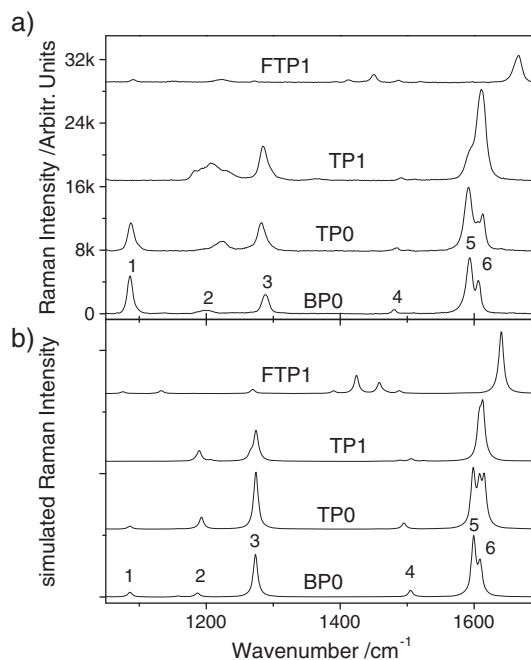 a)
Raman Intensity /Arbitr. Units
32k
24k
16k
8k
0
FTP1
TP1
TP0
BP0
1
2
3
4
5
6
b)
simulated Raman Intensity
FTP1
TP1
TP0
BP0
1
2
3
4
5
6
1200
1400
1600
Wavenumber /cm-1